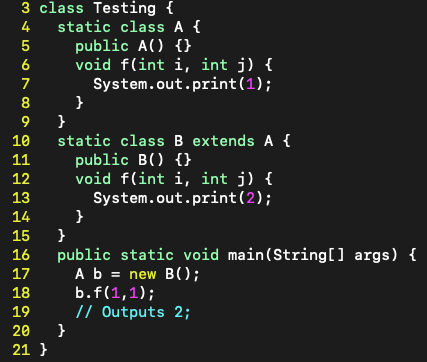 3 class Testing {
4   static class A {
5     public A() {}
6     void f(int i, int j) {
7       System.out.print(1);
8     }
9   }
10   static class B extends A {
11     public B() {}
12     void f(int i, int j) {
13       System.out.print(2);
14     }
15   }
16   public static void main(String[] args) {
17     A b = new B();
18     b.f(1,1);
19     // Outputs 2;
20   }
21 }